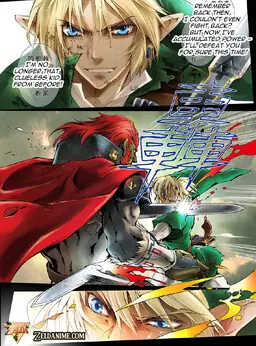 REMEMBER
BACK THEN,
I COULDN'T EVEN
FIGHT BACK?
BUT NOW, I'VE
ACCUMULATED POWER--
I'LL DEFEAT YOU
FOR SURE THIS TIME!
I'M NO
LONGER THAT
CLUELESS KID
FROM BEFORE!
ZELDANIME.COM